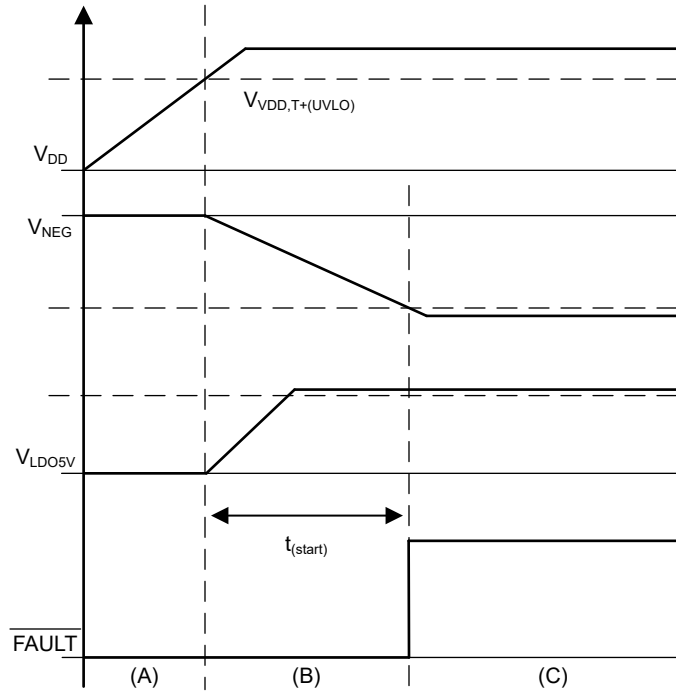 V_VDD,T+(UVLO)
V_DD
V_NEG
V_LDO5V
t_(start)
FAULT
(A) (B) (C)